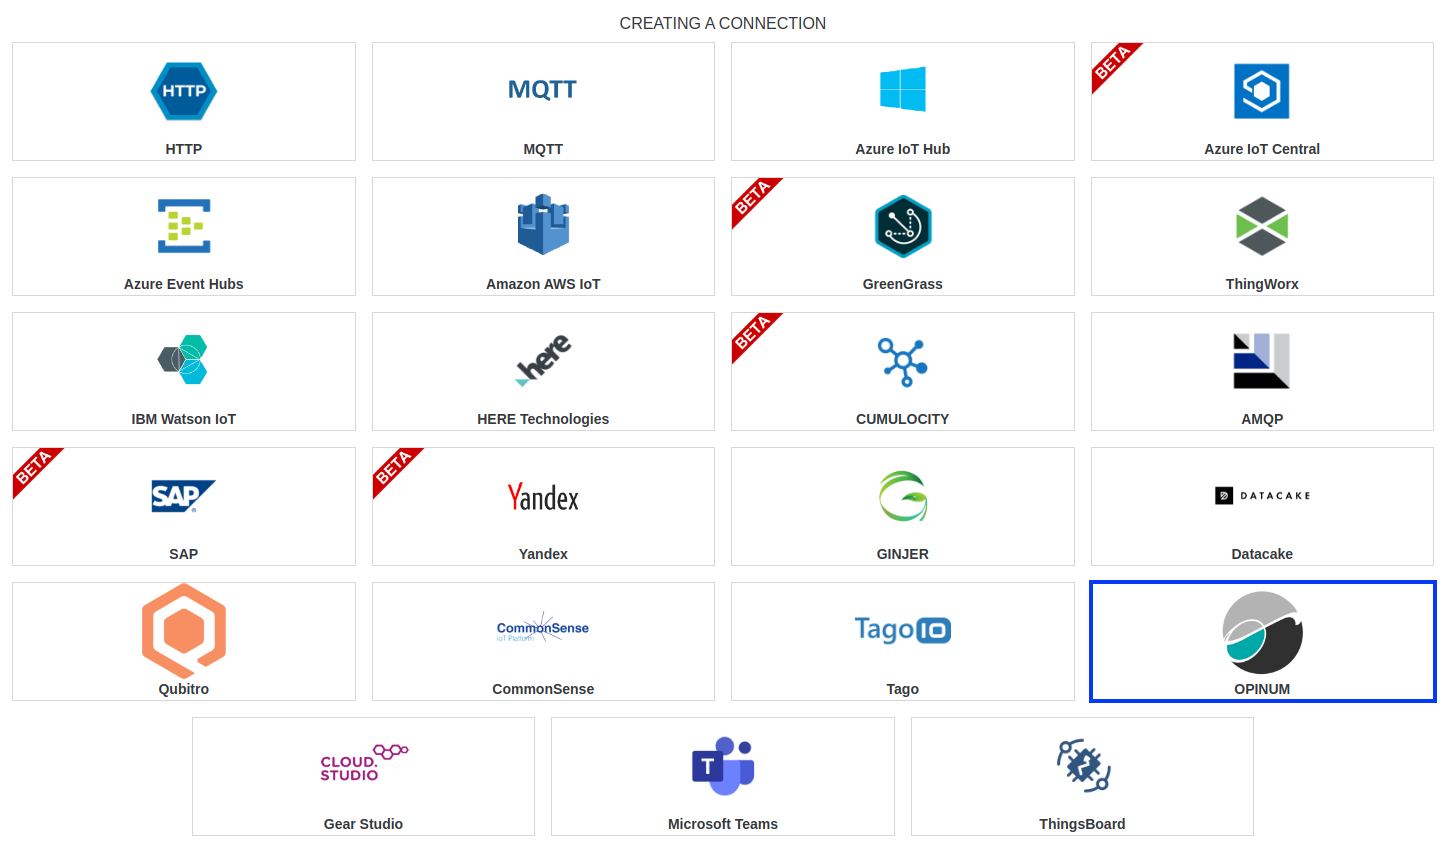 CREATING A CONNECTION
HTTP
HTTP
MQTT
MQTT
Azure IoT Hub
BETA
Azure IoT Central
Azure Event Hubs
Amazon AWS IoT
BETA
GreenGrass
ThingWorx
IBM Watson IoT
here
HERE Technologies
BETA
CUMULOCITY
AMQP
BETA
SAP®
SAP
BETA
Yandex
Yandex
GINJER
DATACAKE
Datacake
Qubitro
CommonSense
IoT Platform
CommonSense
Tago IO
Tago
OPINUM
CLOUD.
STUDIO
Gear Studio
T
Microsoft Teams
ThingsBoard